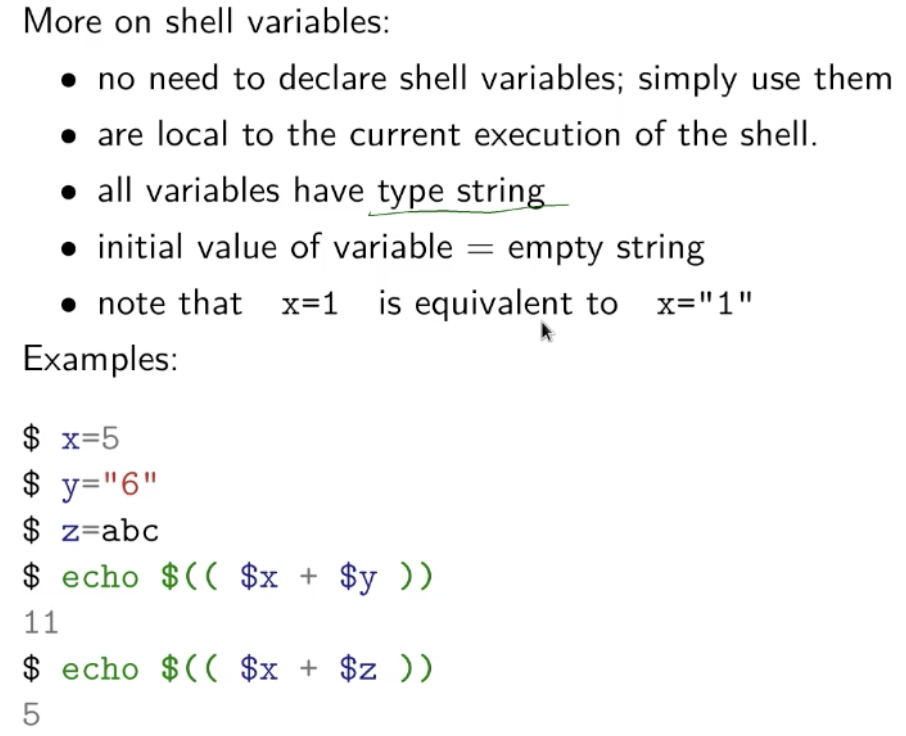 More on shell variables:
• no need to declare shell variables; simply use them
• are local to the current execution of the shell.
• all variables have type string
• initial value of variable = empty string
• note that x=1 is equivalent to x="1"
Examples:
$ x=5
$ y="6"
$ z=abc
$ echo $(( $x + $y ))
11
$ echo $(( $x + $z ))
5